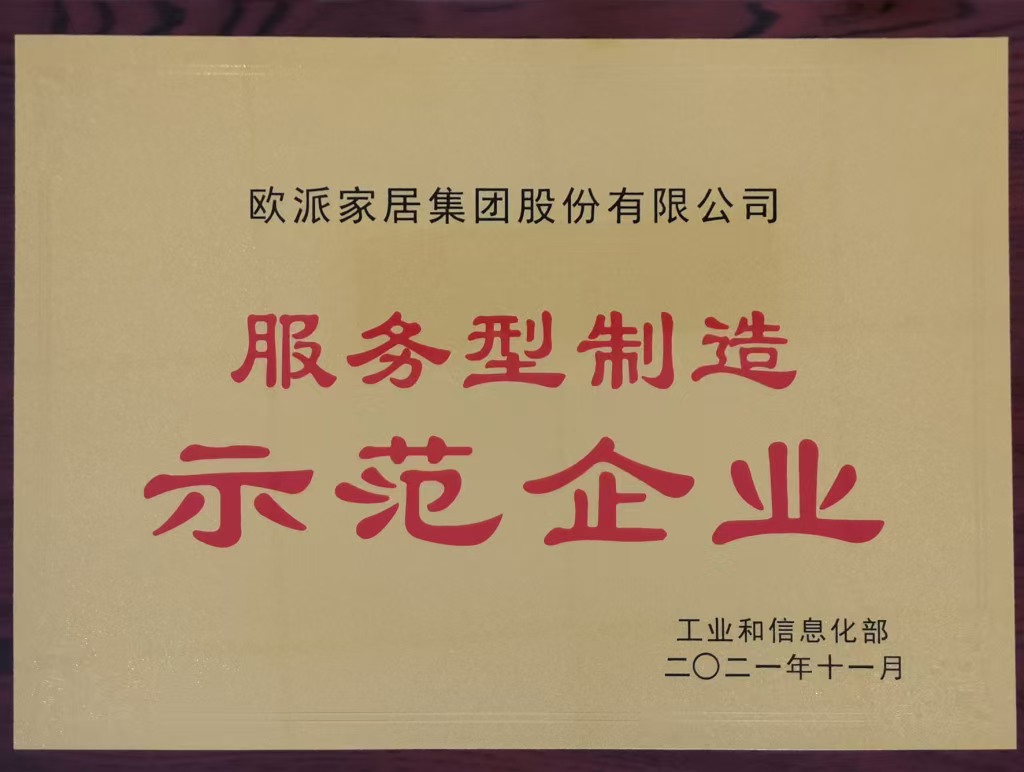 欧派家居集团股份有限公司
服务型制造
示范企业
工业和信息化部
二〇二一年十一月